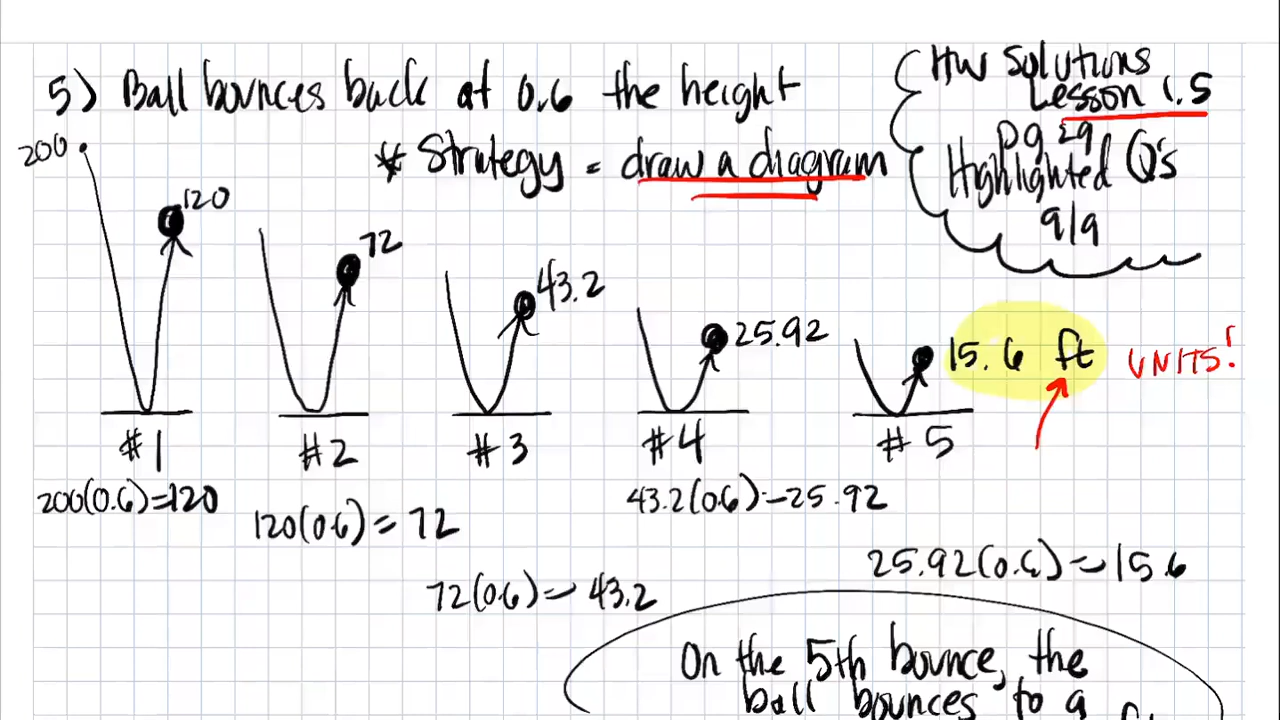 5) Ball bounces back at 0.6 the height
* Strategy = draw a diagram
HW Solutions
Lesson 1.5
pg 29
Highlighted Q's
9/9
200
120
72
43.2
25.92
15.6 ft
UNITS!
#1
#2
#3
#4
#5
200(0.6)=120
120(0.6)=72
72(0.6)=43.2
43.2(0.6)=25.92
25.92(0.6)=15.6
On the 5th bounce, the
ball bounces to a